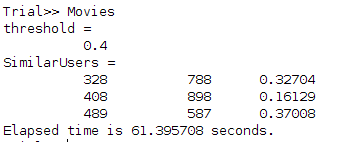 Trial>> Movies
threshold =
0.4
SimilarUsers =
328 788 0.32704
408 898 0.16129
489 587 0.37008
Elapsed time is 61.395708 seconds.